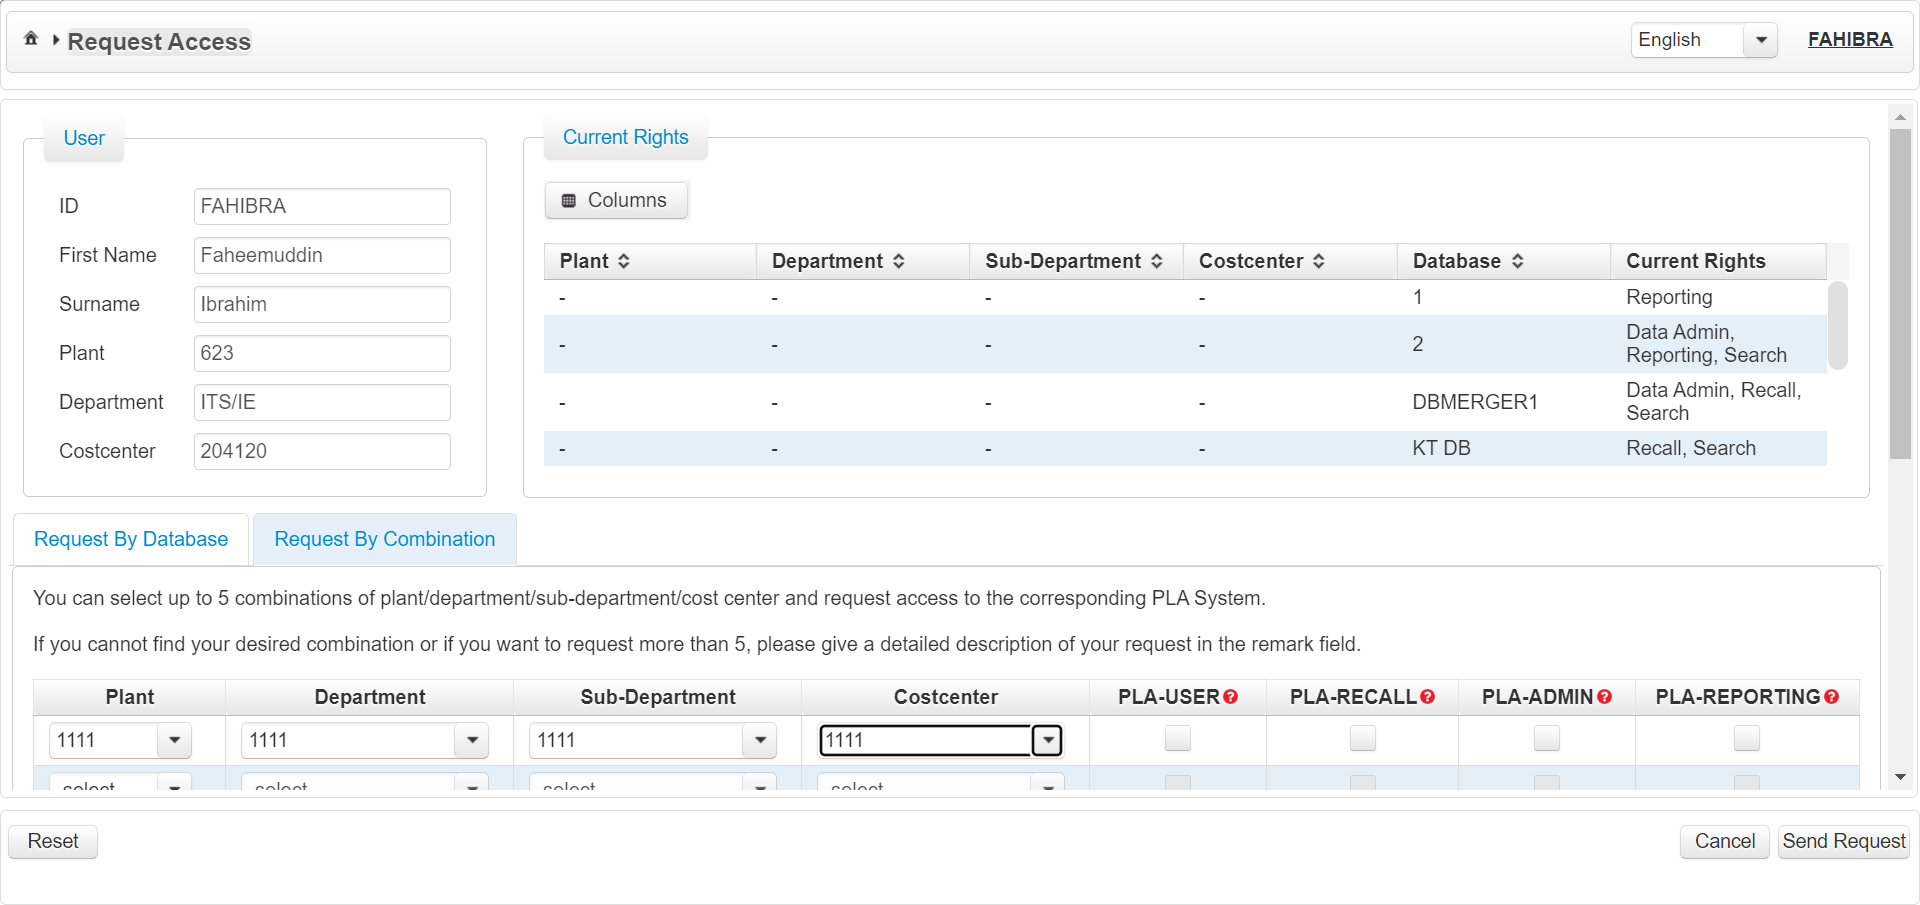 Request Access
English
FAHIBRA
User
ID
FAHIBRA
First Name
Faheemuddin
Surname
Ibrahim
Plant
623
Department
ITS/IE
Costcenter
204120
Current Rights
Columns
Plant Department Sub-Department Costcenter Database Current Rights
- - - - 1 Reporting
- - - - 2 Data Admin,
Reporting, Search
- - - - DBMERGER1 Data Admin, Recall,
Search
- - - - KT DB Recall, Search
Request By Database Request By Combination
You can select up to 5 combinations of plant/department/sub-department/cost center and request access to the corresponding PLA System.
If you cannot find your desired combination or if you want to request more than 5, please give a detailed description of your request in the remark field.
Plant Department Sub-Department Costcenter PLA-USER? PLA-RECALL? PLA-ADMIN? PLA-REPORTING?
1111 1111 1111 1111
select select select select
Reset Cancel Send Request